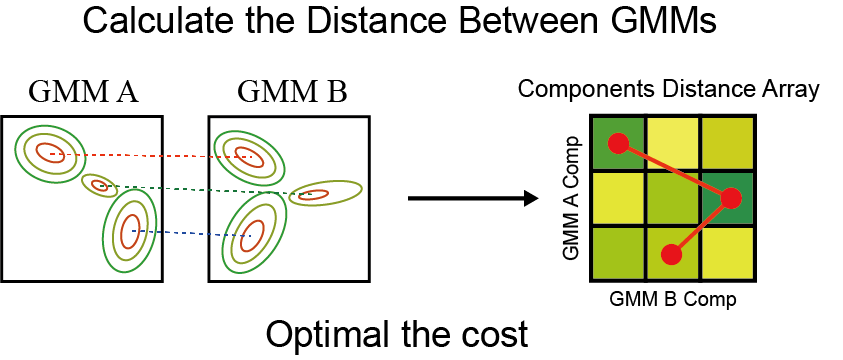 Calculate the Distance Between GMMs
GMM A
GMM B
Components Distance Array
GMM A Comp
GMM B Comp
Optimal the cost